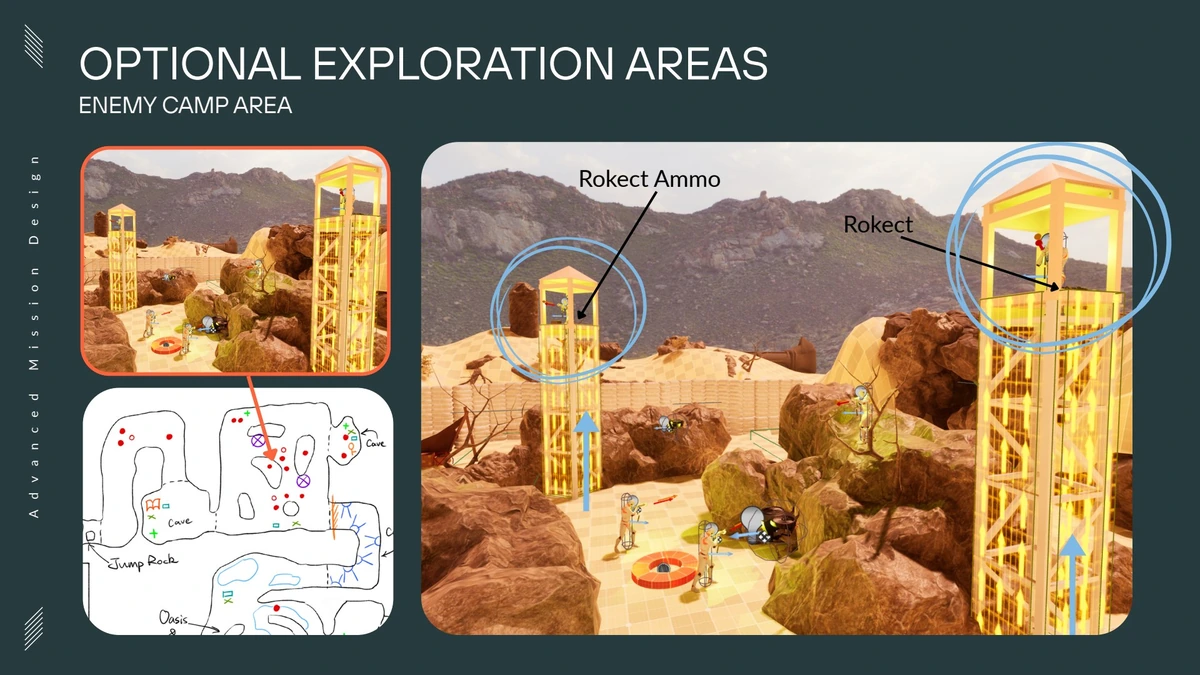 OPTIONAL EXPLORATION AREAS
ENEMY CAMP AREA
Advanced Mission Design
Rokect Ammo
Rokect
Cave
Cave
Jump Rock
Oasis
&